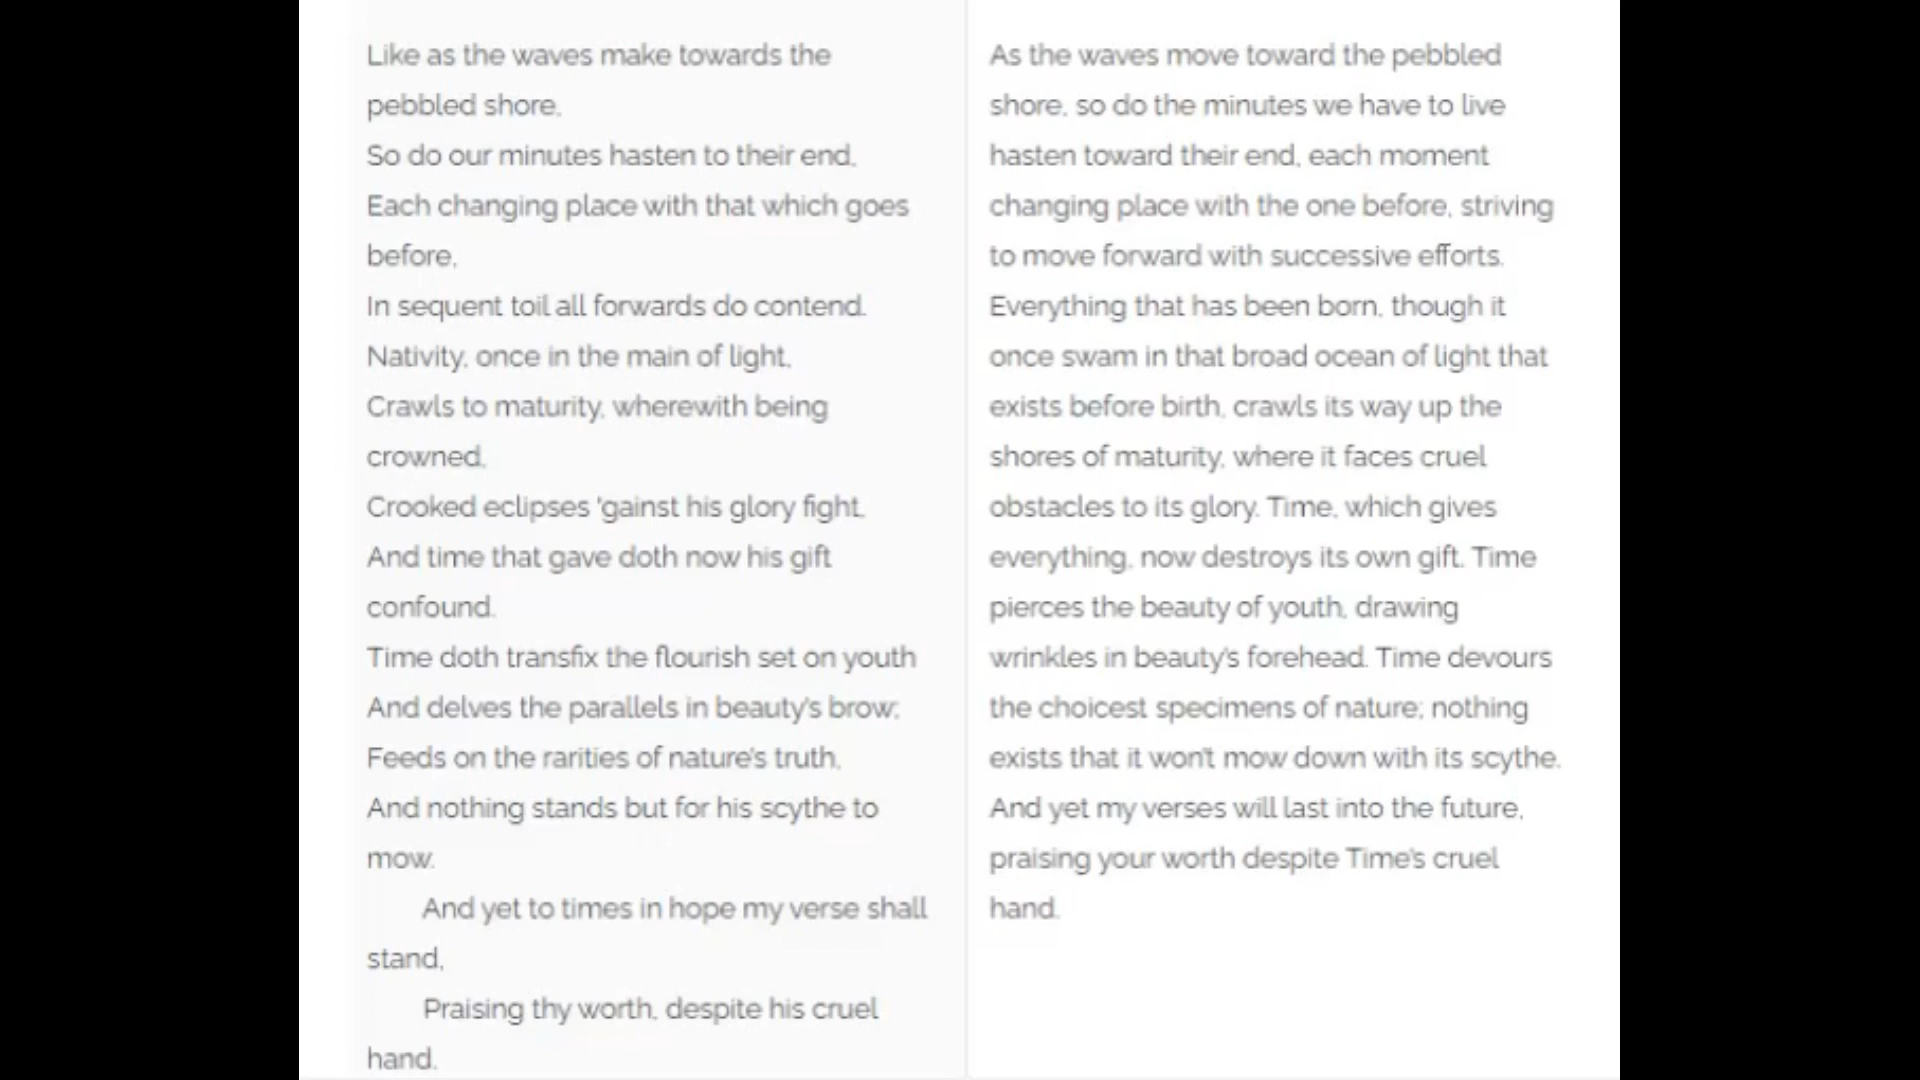 Like as the waves make towards the
pebbled shore,
So do our minutes hasten to their end,
Each changing place with that which goes
before,
In sequent toil all forwards do contend.
Nativity, once in the main of light,
Crawls to maturity, wherewith being
crowned,
Crooked eclipses 'gainst his glory fight,
And time that gave doth now his gift
confound.
Time doth transfix the flourish set on youth
And delves the parallels in beauty's brow;
Feeds on the rarities of nature's truth,
And nothing stands but for his scythe to
mow.
And yet to times in hope my verse shall
stand,
Praising thy worth, despite his cruel
hand.
As the waves move toward the pebbled
shore, so do the minutes we have to live
hasten toward their end, each moment
changing place with the one before, striving
to move forward with successive efforts.
Everything that has been born, though it
once swam in that broad ocean of light that
exists before birth, crawls its way up the
shores of maturity, where it faces cruel
obstacles to its glory. Time, which gives
everything, now destroys its own gift. Time
pierces the beauty of youth, drawing
wrinkles in beauty's forehead. Time devours
the choicest specimens of nature; nothing
exists that it won't mow down with its scythe.
And yet my verses will last into the future,
praising your worth despite Time's cruel
hand.